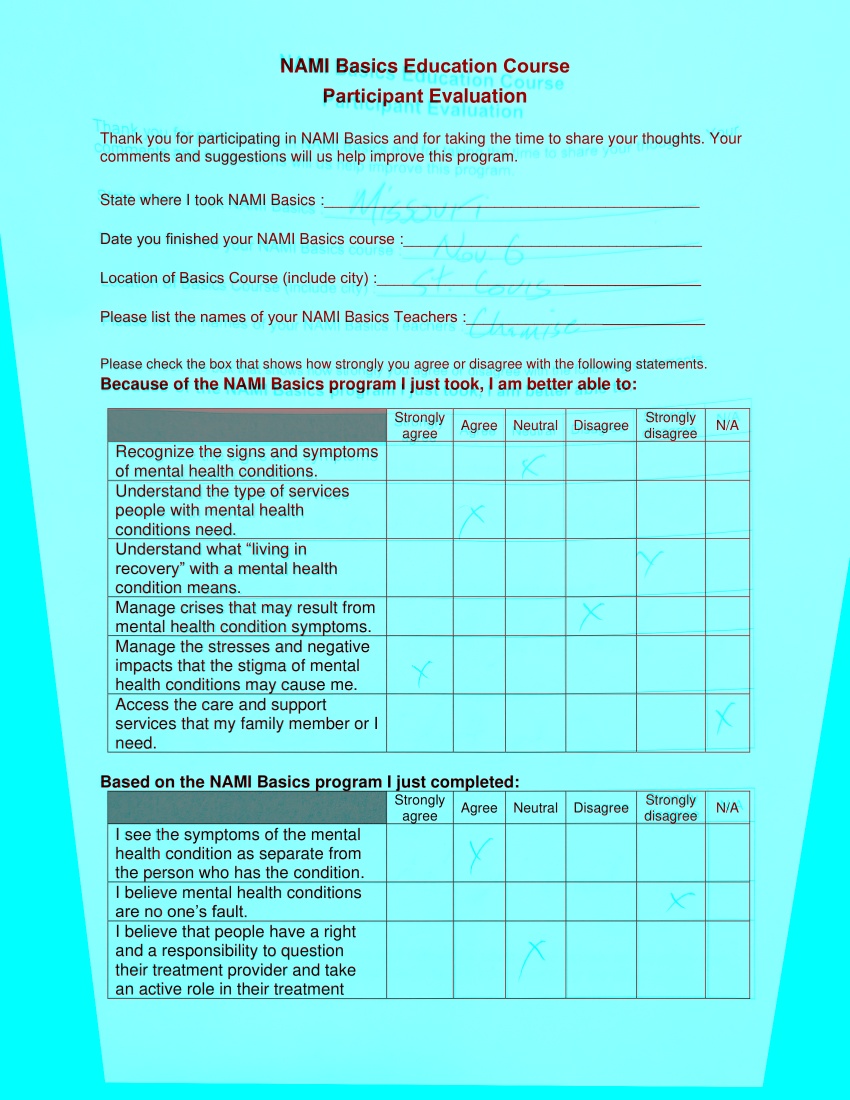 NAMI Basics Education Course
Participant Evaluation
Thank you for participating in NAMI Basics and for taking the time to share your thoughts. Your
comments and suggestions will us help improve this program.
State where I took NAMI Basics : Missouri
Date you finished your NAMI Basics course : Nov 6
Location of Basics Course (include city) : St. Louis
Please list the names of your NAMI Basics Teachers :
Please check the box that shows how strongly you agree or disagree with the following statements.
Because of the NAMI Basics program I just took, I am better able to:
Strongly agree Agree Neutral Disagree Strongly disagree N/A
Recognize the signs and symptoms
of mental health conditions. X
Understand the type of services
people with mental health
conditions need. X
Understand what “living in
recovery” with a mental health
condition means. X
Manage crises that may result from
mental health condition symptoms. X
Manage the stresses and negative
impacts that the stigma of mental
health conditions may cause me. X
Access the care and support
services that my family member or I
need. X
Based on the NAMI Basics program I just completed:
Strongly agree Agree Neutral Disagree Strongly disagree N/A
I see the symptoms of the mental
health condition as separate from
the person who has the condition. X
I believe mental health conditions
are no one’s fault. X
I believe that people have a right
and a responsibility to question
their treatment provider and take
an active role in their treatment X